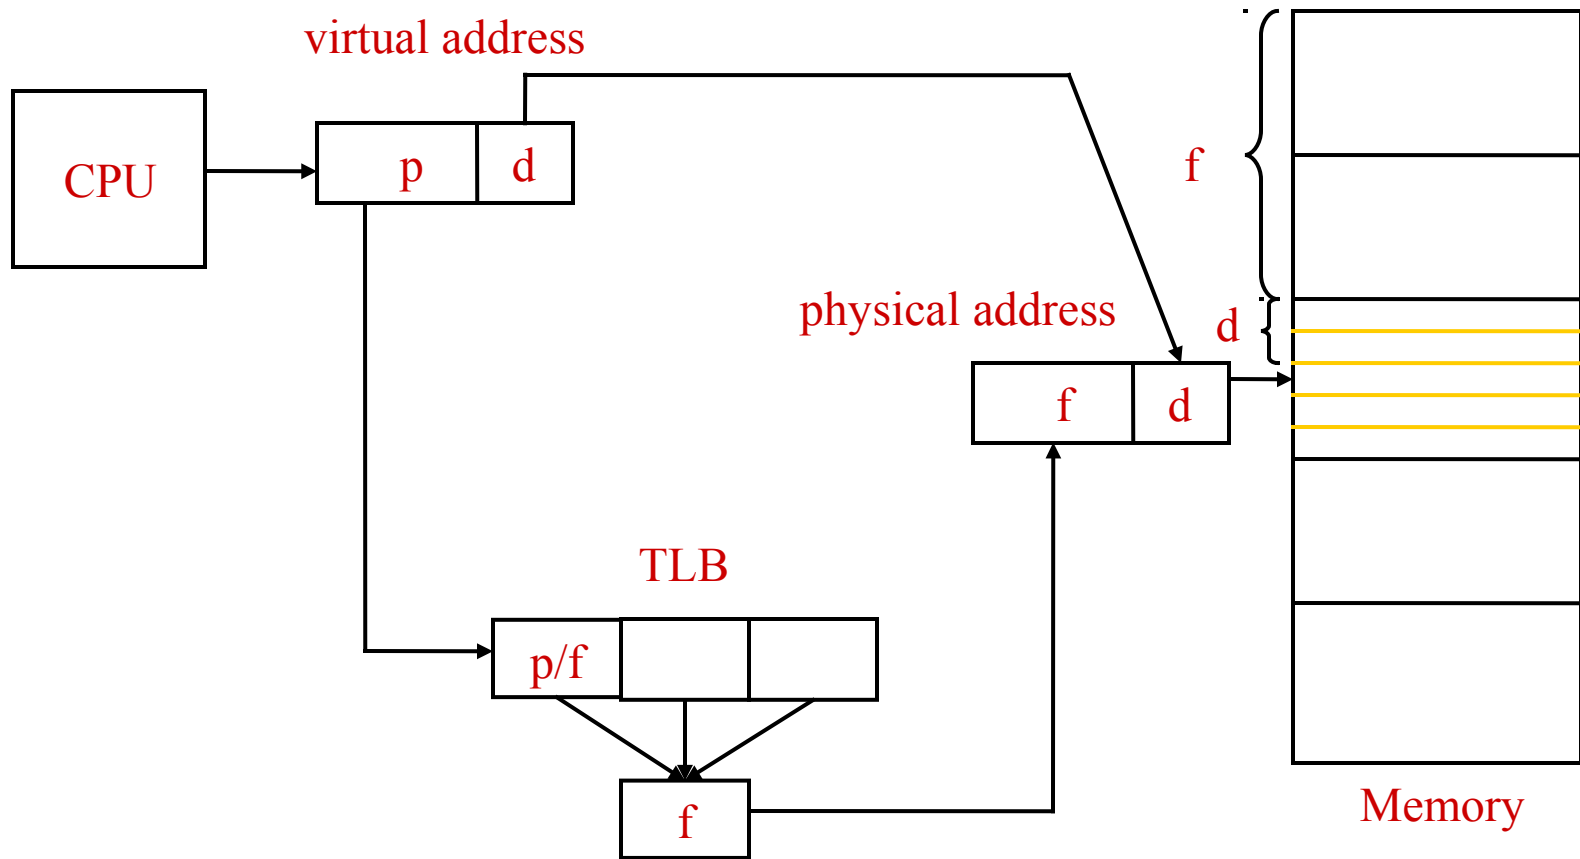 virtual address
CPU
p d
f
physical address
d
f d
TLB
p/f
f
Memory